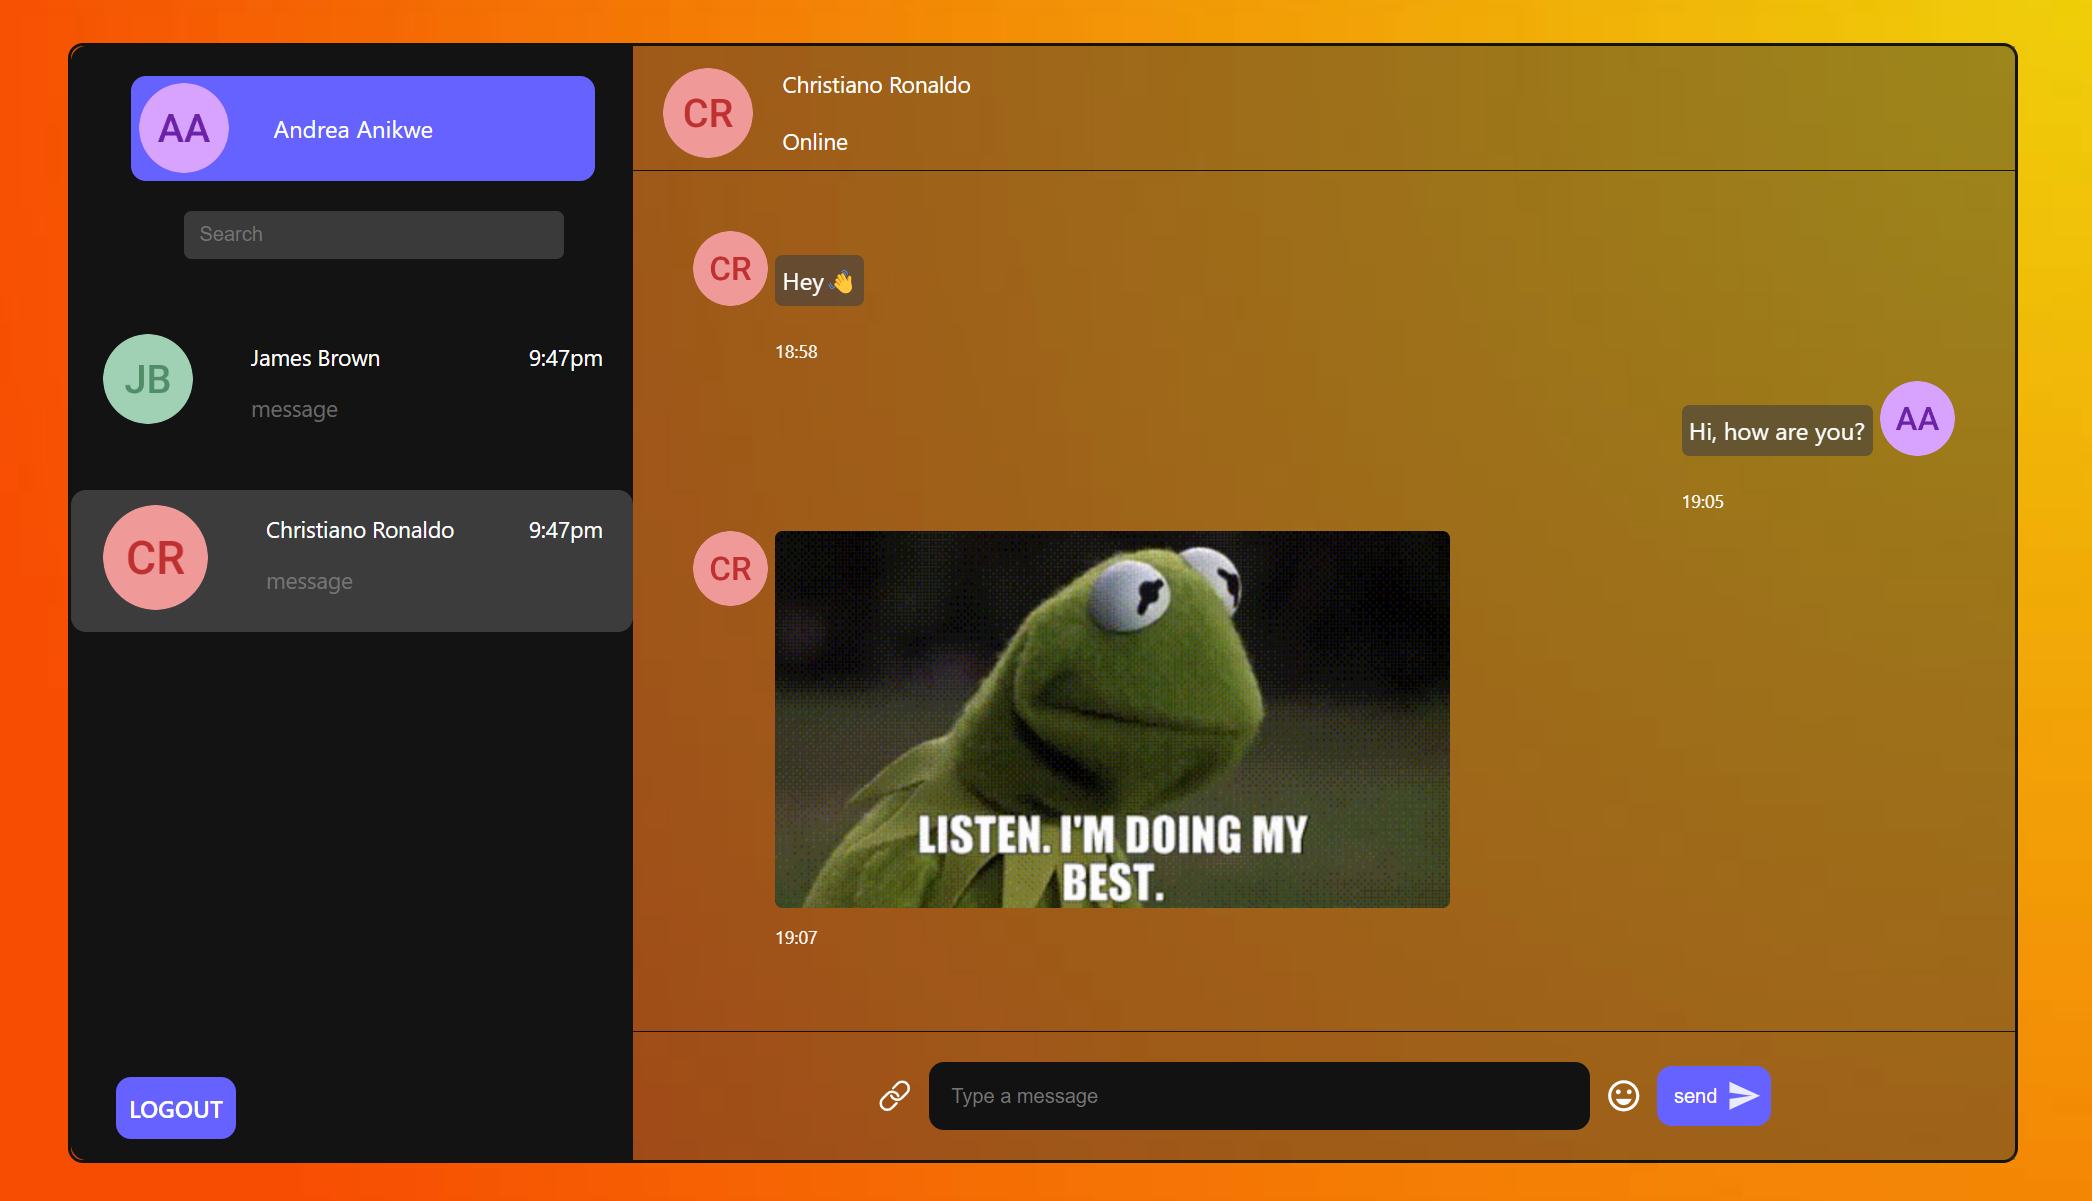 AA
Andrea Anikwe
Search
JB
James Brown
9:47pm
message
CR
Christiano Ronaldo
9:47pm
message
LOGOUT
CR
Christiano Ronaldo
Online
CR
Hey 👋
18:58
Hi, how are you?
AA
19:05
CR
LISTEN. I'M DOING MY
BEST.
19:07
Type a message
send